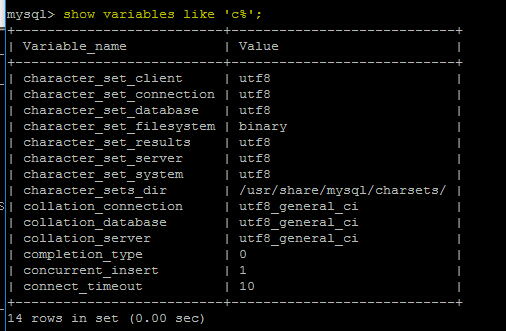 mysql> show variables like 'c%';
+--------------------------+----------------------------+
| Variable_name | Value |
+--------------------------+----------------------------+
| character_set_client | utf8 |
| character_set_connection | utf8 |
| character_set_database | utf8 |
| character_set_filesystem | binary |
| character_set_results | utf8 |
| character_set_server | utf8 |
| character_set_system | utf8 |
| character_sets_dir | /usr/share/mysql/charsets/ |
| collation_connection | utf8_general_ci |
| collation_database | utf8_general_ci |
| collation_server | utf8_general_ci |
| completion_type | 0 |
| concurrent_insert | 1 |
| connect_timeout | 10 |
+--------------------------+----------------------------+
14 rows in set (0.00 sec)